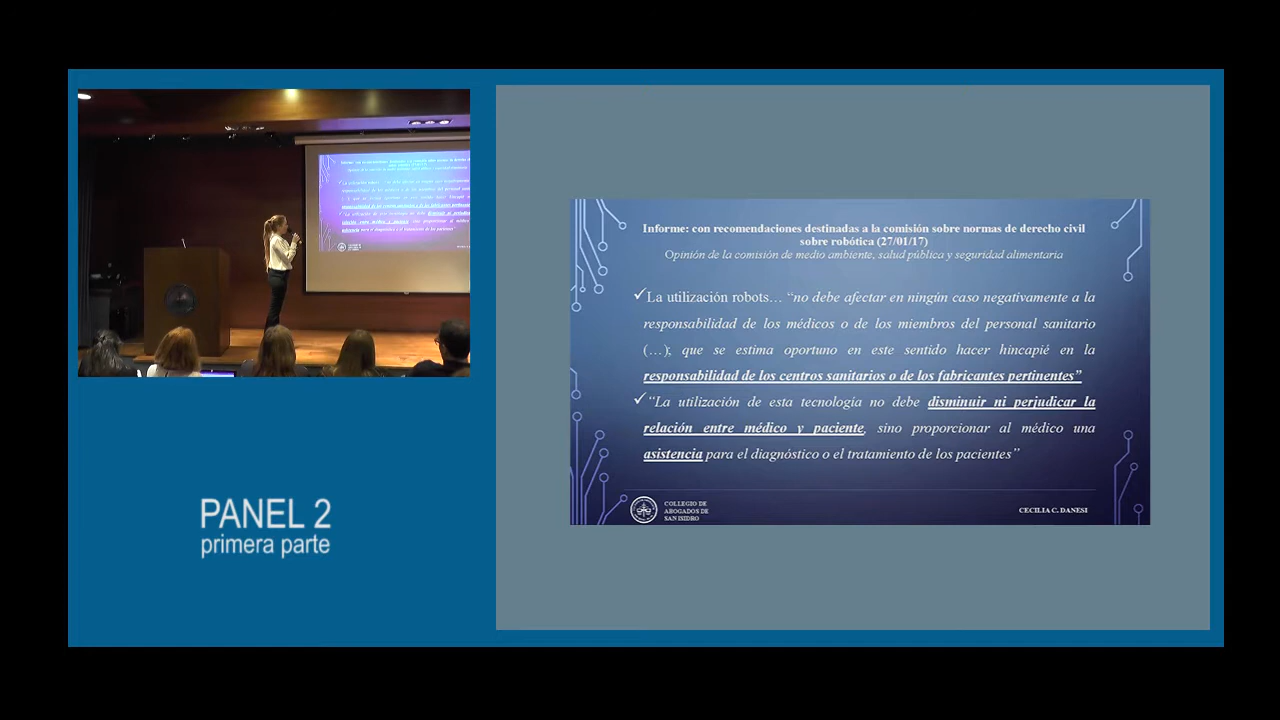 PANEL 2
primera parte
Informe: con recomendaciones destinadas a la comisión sobre normas de derecho civil
sobre robótica (27/01/17)
Opinión de la comisión de medio ambiente, salud pública y seguridad alimentaria
✓La utilización robots… “no debe afectar en ningún caso negativamente a la
responsabilidad de los médicos o de los miembros del personal sanitario
(…); que se estima oportuno en este sentido hacer hincapié en la
responsabilidad de los centros sanitarios o de los fabricantes pertinentes”
✓“La utilización de esta tecnología no debe disminuir ni perjudicar la
relación entre médico y paciente, sino proporcionar al médico una
asistencia para el diagnóstico o el tratamiento de los pacientes”
COLLEGIO DE
ABOGADOS DE
SAN ISIDRO
CECILIA C. DANESI